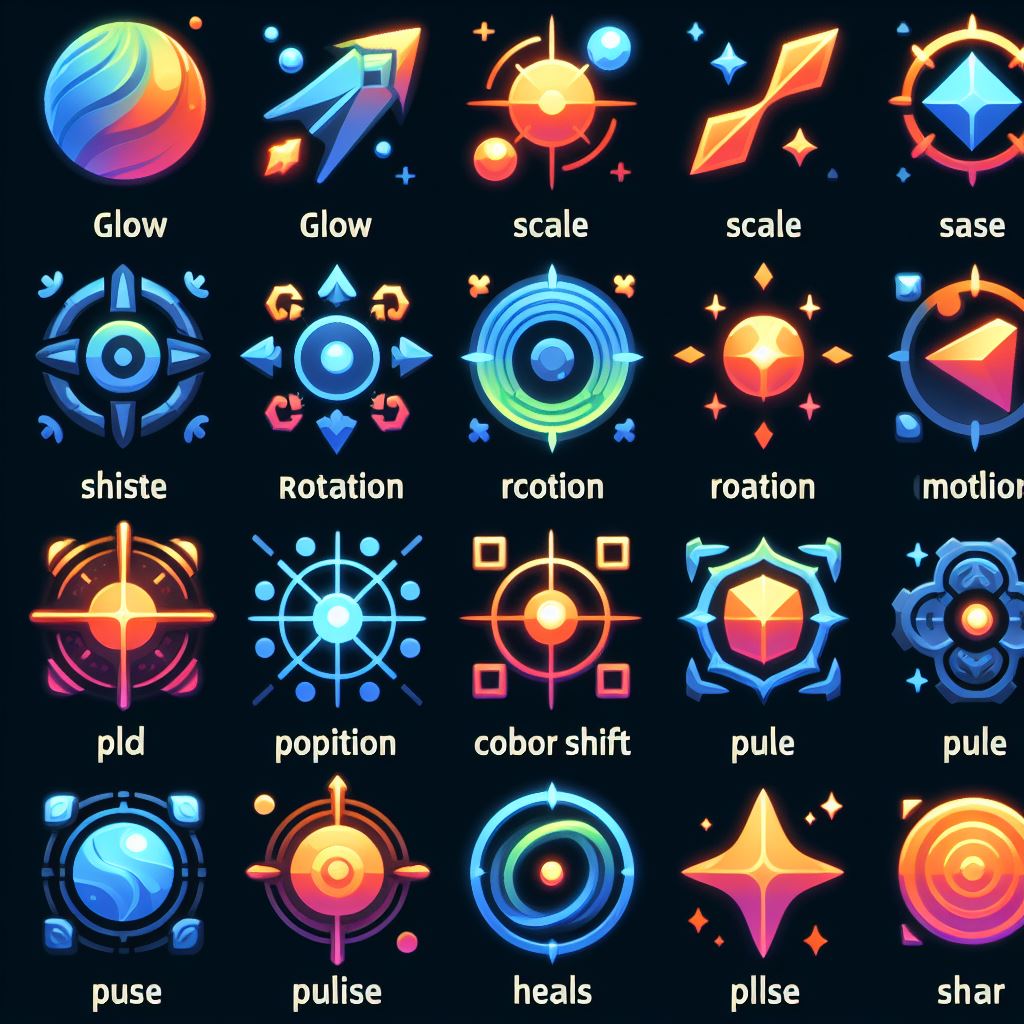 Glow Glow scale scale sase
shiste Rotation rcotion roation motlion
pld popition cobor shift pule pule
puse pulise heals pllse shar